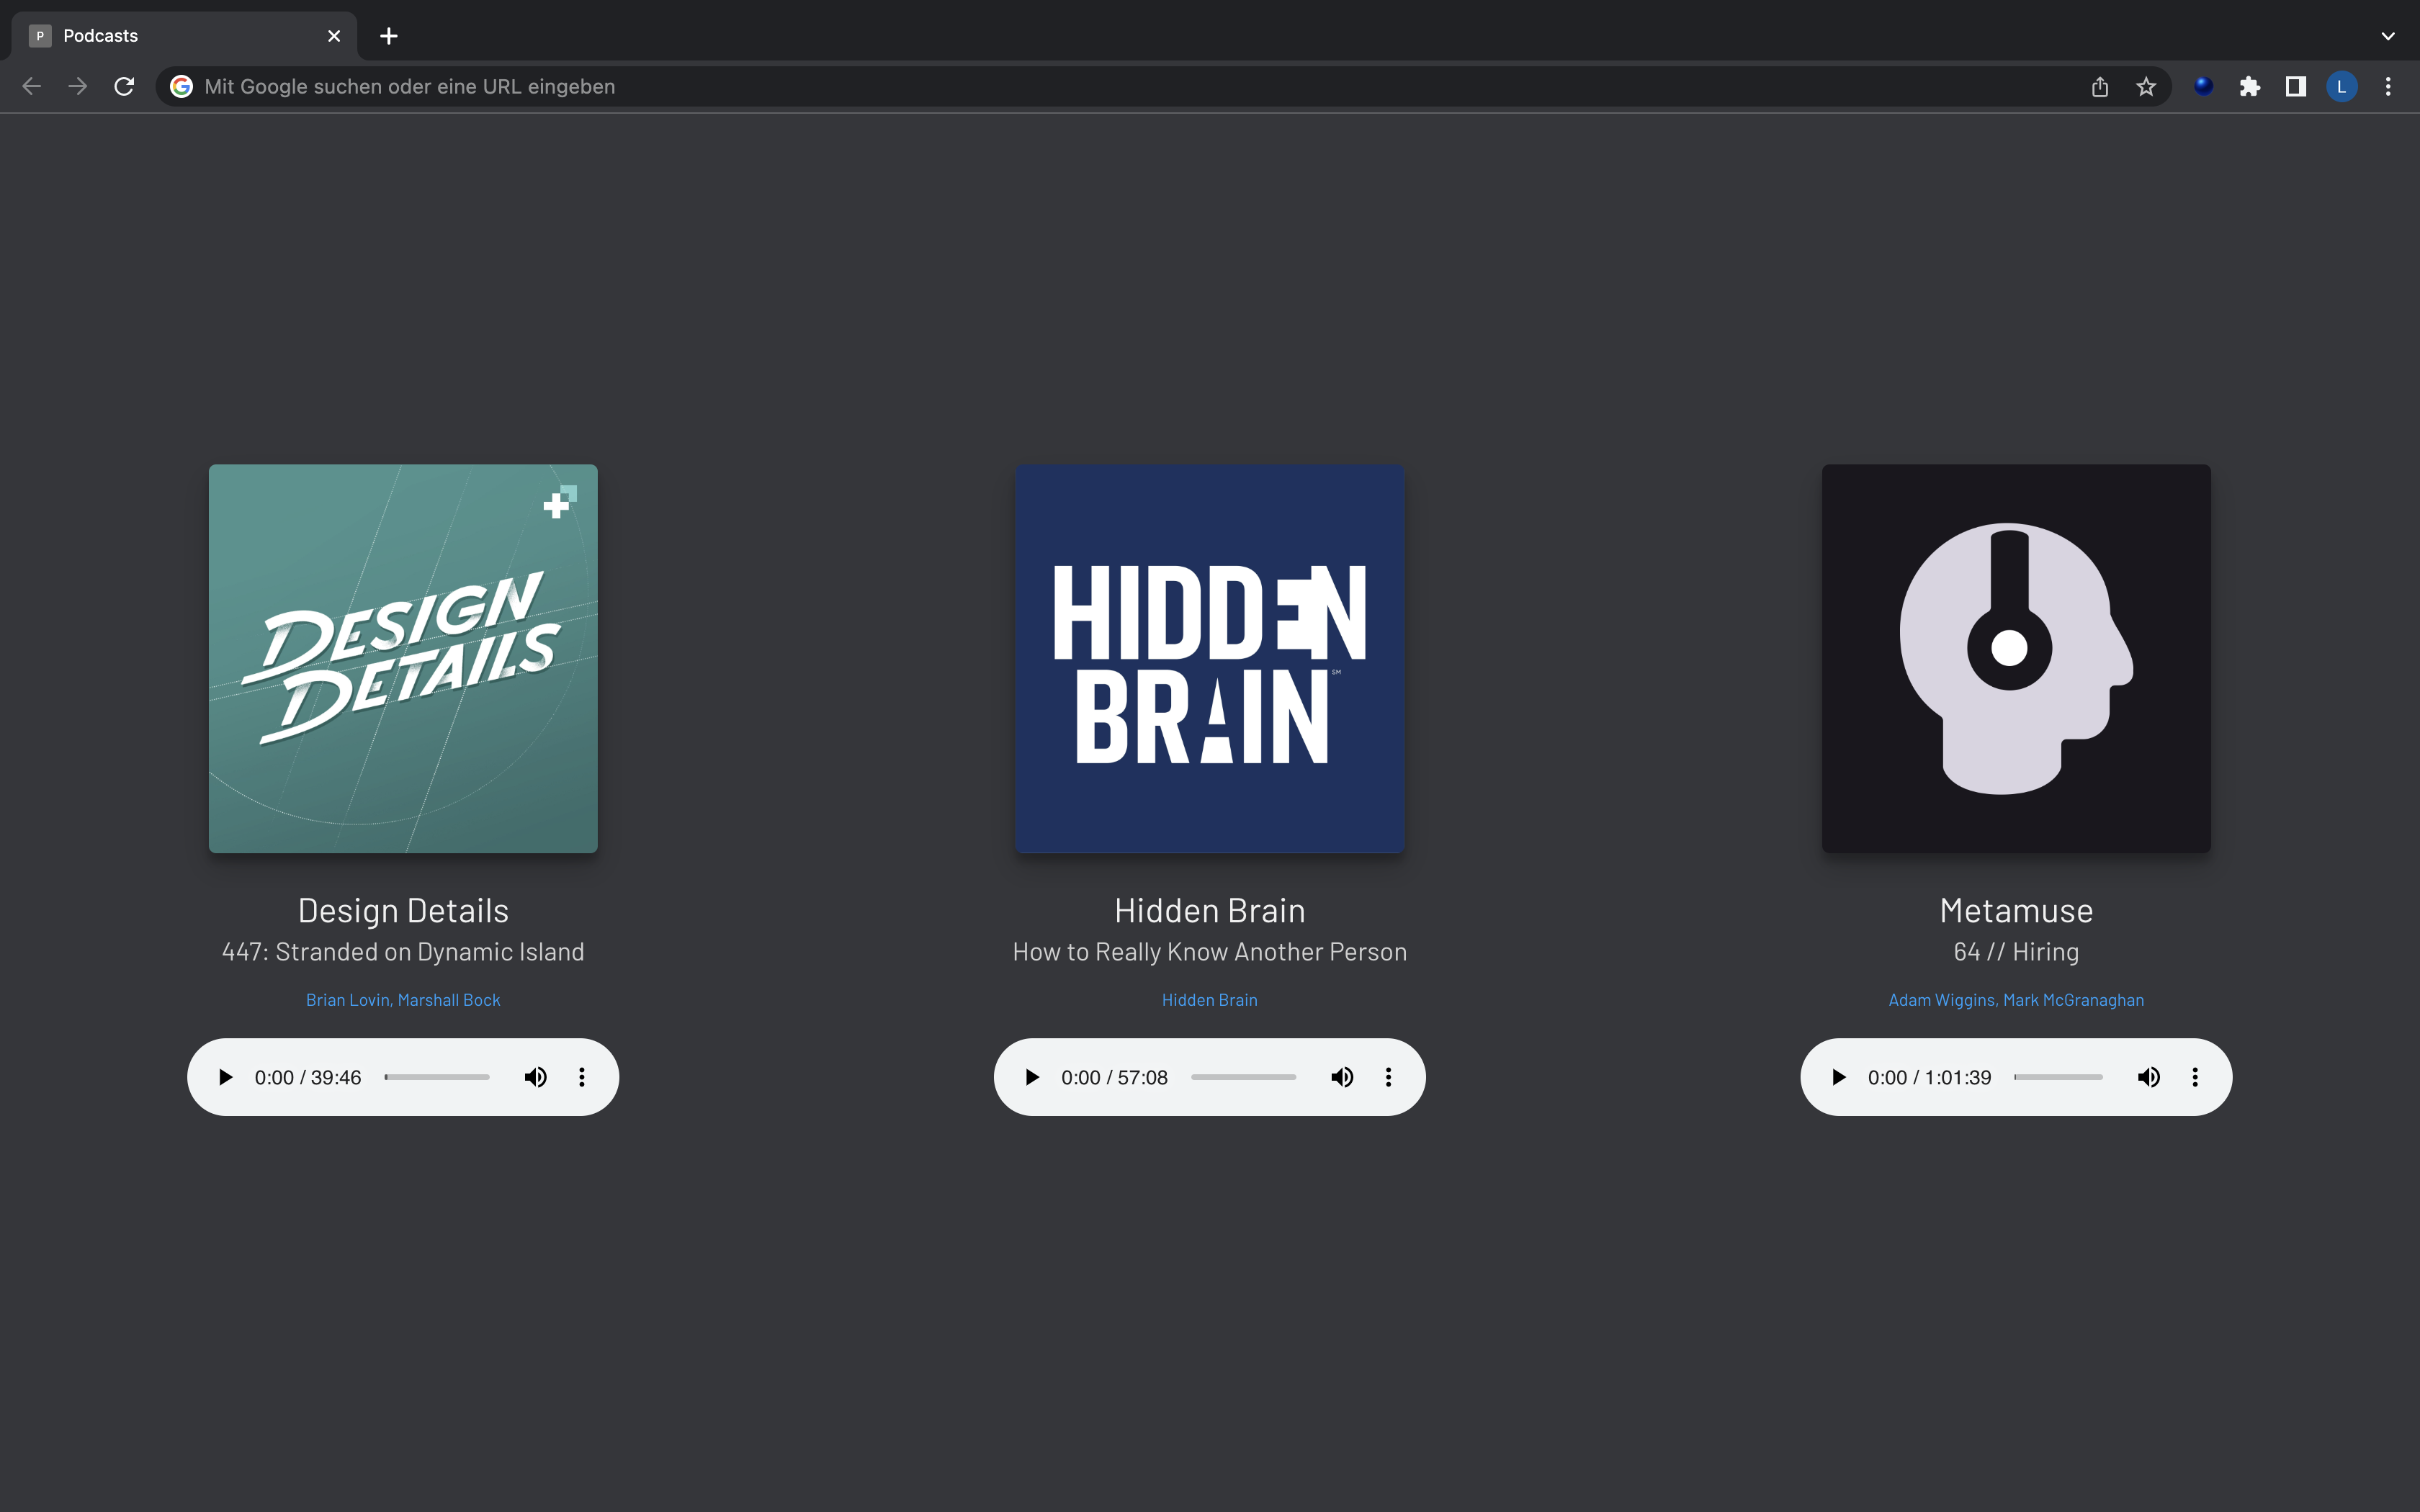 P Podcasts
Mit Google suchen oder eine URL eingeben
L
DESIGN
DETAILS
Design Details
447: Stranded on Dynamic Island
Brian Lovin, Marshall Bock
0:00 / 39:46
HIDDEN
BRAIN℠
Hidden Brain
How to Really Know Another Person
Hidden Brain
0:00 / 57:08
Metamuse
64 // Hiring
Adam Wiggins, Mark McGranaghan
0:00 / 1:01:39